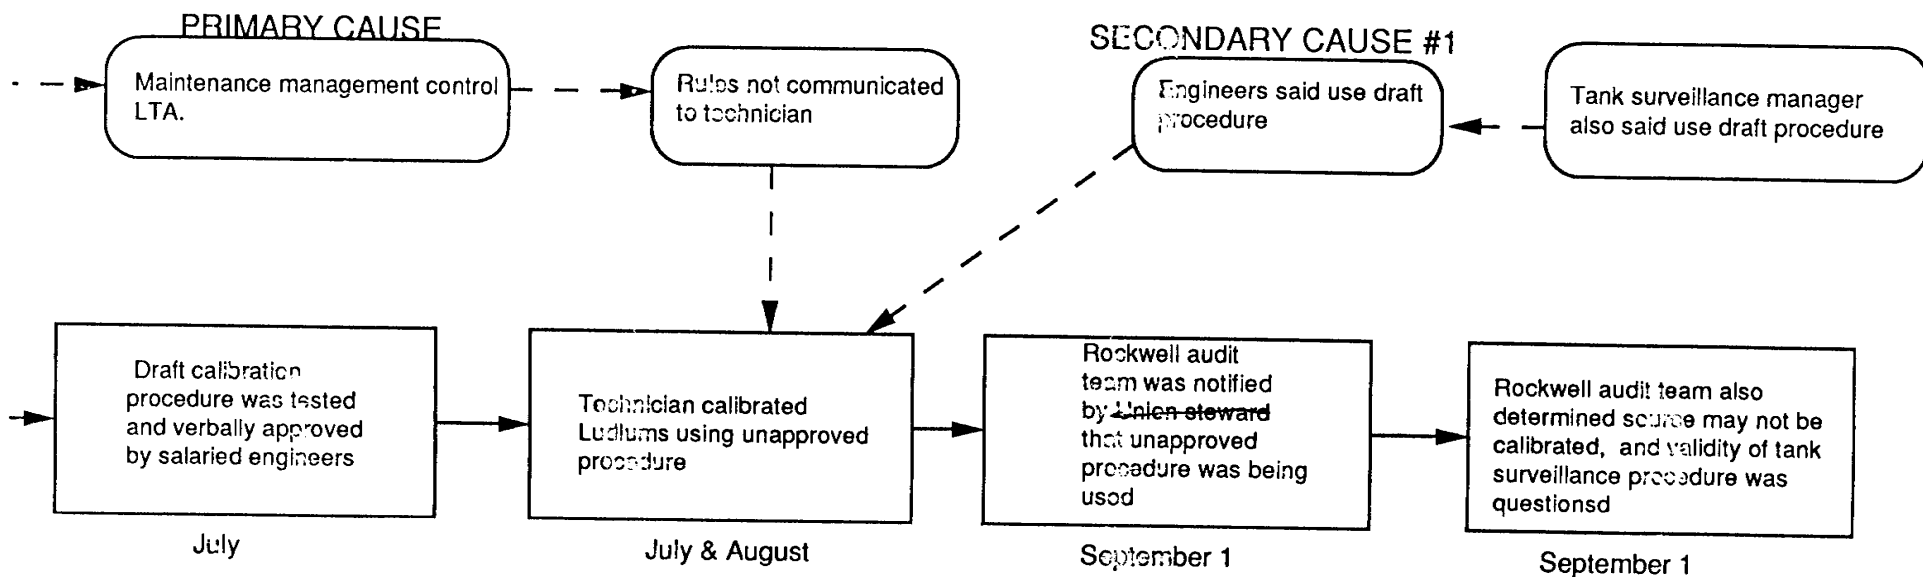 PRIMARY CAUSE
Maintenance management control
LTA.
Rules not communicated
to technician
SECONDARY CAUSE #1
Engineers said use draft
procedure
Tank surveillance manager
also said use draft procedure
Draft calibration
procedure was tested
and verbally approved
by salaried engineers
July
Technician calibrated
Ludlums using unapproved
procedure
July & August
Rockwell audit
team was notified
by Union steward
that unapproved
procedure was being
used
September 1
Rockwell audit team also
determined source may not be
calibrated, and validity of tank
surveillance procedure was
questionsd
September 1